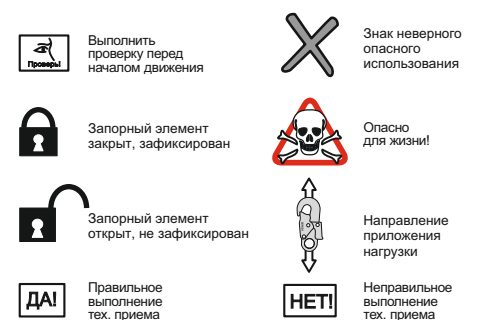 Проверь!
Выполнить
проверку перед
началом движения
Знак неверного
опасного
использования
Запорный элемент
закрыт, зафиксирован
Опасно
для жизни!
Запорный элемент
открыт, не зафиксирован
Направление
приложения
нагрузки
ДА!
Правильное
выполнение
тех. приема
НЕТ!
Неправильное
выполнение
тех. приема